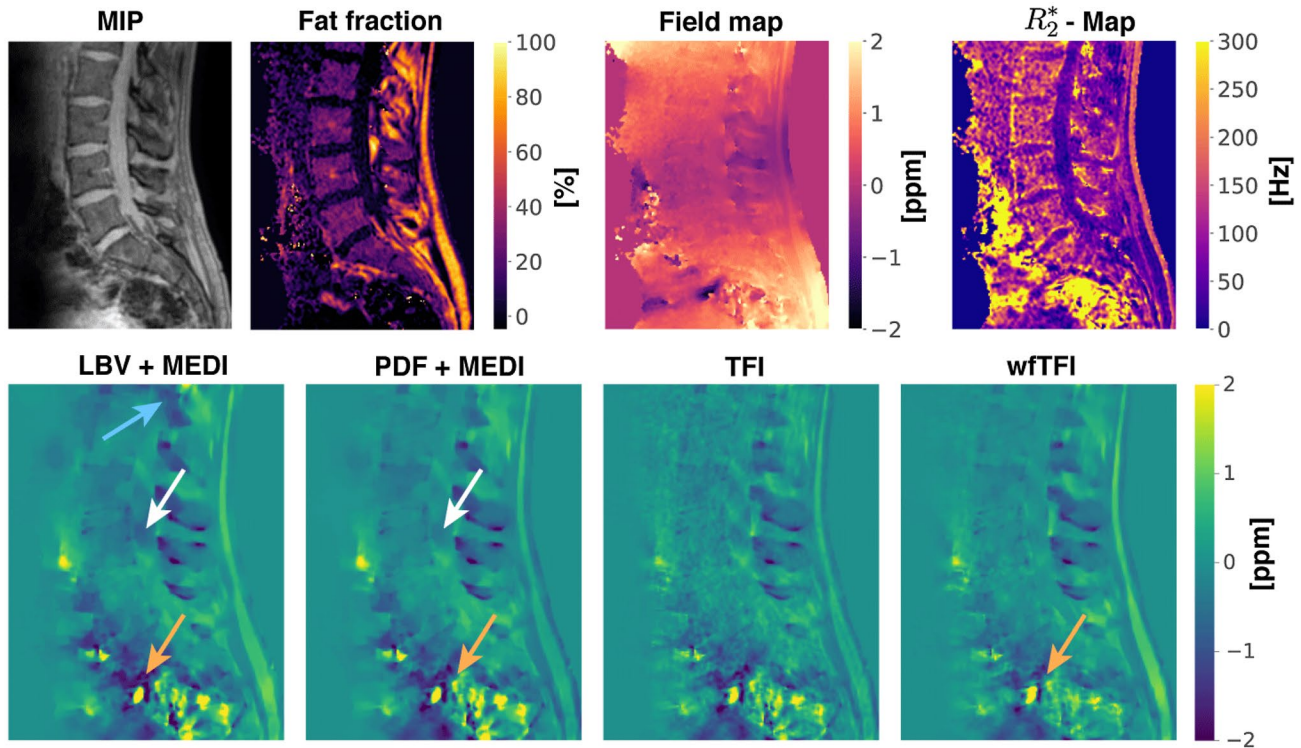 MIP
Fat fraction
Field map
R₂* - Map
100
80
60
40
20
0
[%]
2
1
0
−1
−2
[ppm]
300
250
200
150
100
50
0
[Hz]
LBV + MEDI
PDF + MEDI
TFI
wfTFI
2
1
0
−1
−2
[ppm]